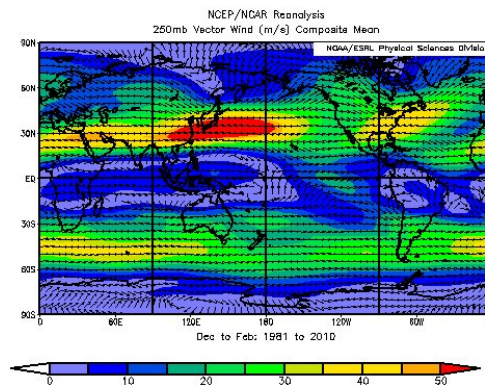 NCEP/NCAR Reanalysis
250mb Vector Wind (m/s) Composite Mean
NOAA/ESRL Physical Sciences Division
90N
60N
30N
EQ
30S
60S
90S
0 60E 120E 180 120W 60W
Dec to Feb: 1981 to 2010
0 10 20 30 40 50